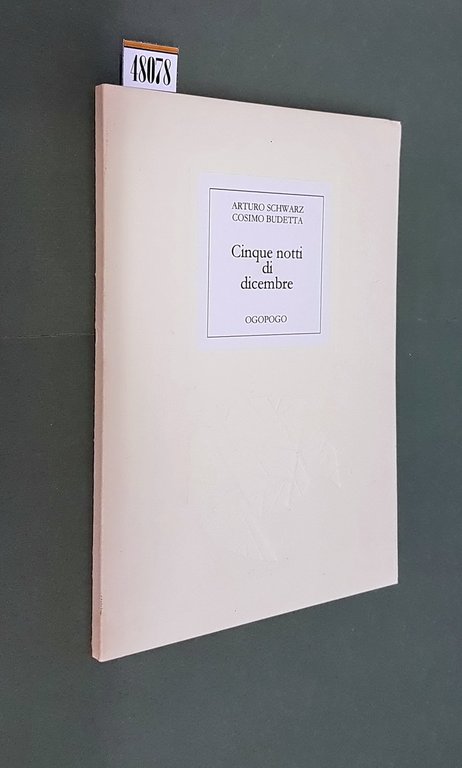 48078
ARTURO SCHWARZ
COSIMO BUDETTA
Cinque notti
di
dicembre
OGOPOGO